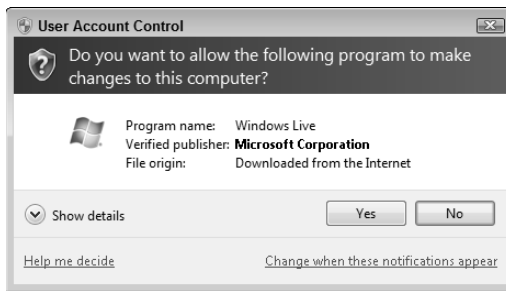 User Account Control
Do you want to allow the following program to make
changes to this computer?
Program name: Windows Live
Verified publisher: Microsoft Corporation
File origin: Downloaded from the Internet
Show details
Yes No
Help me decide Change when these notifications appear